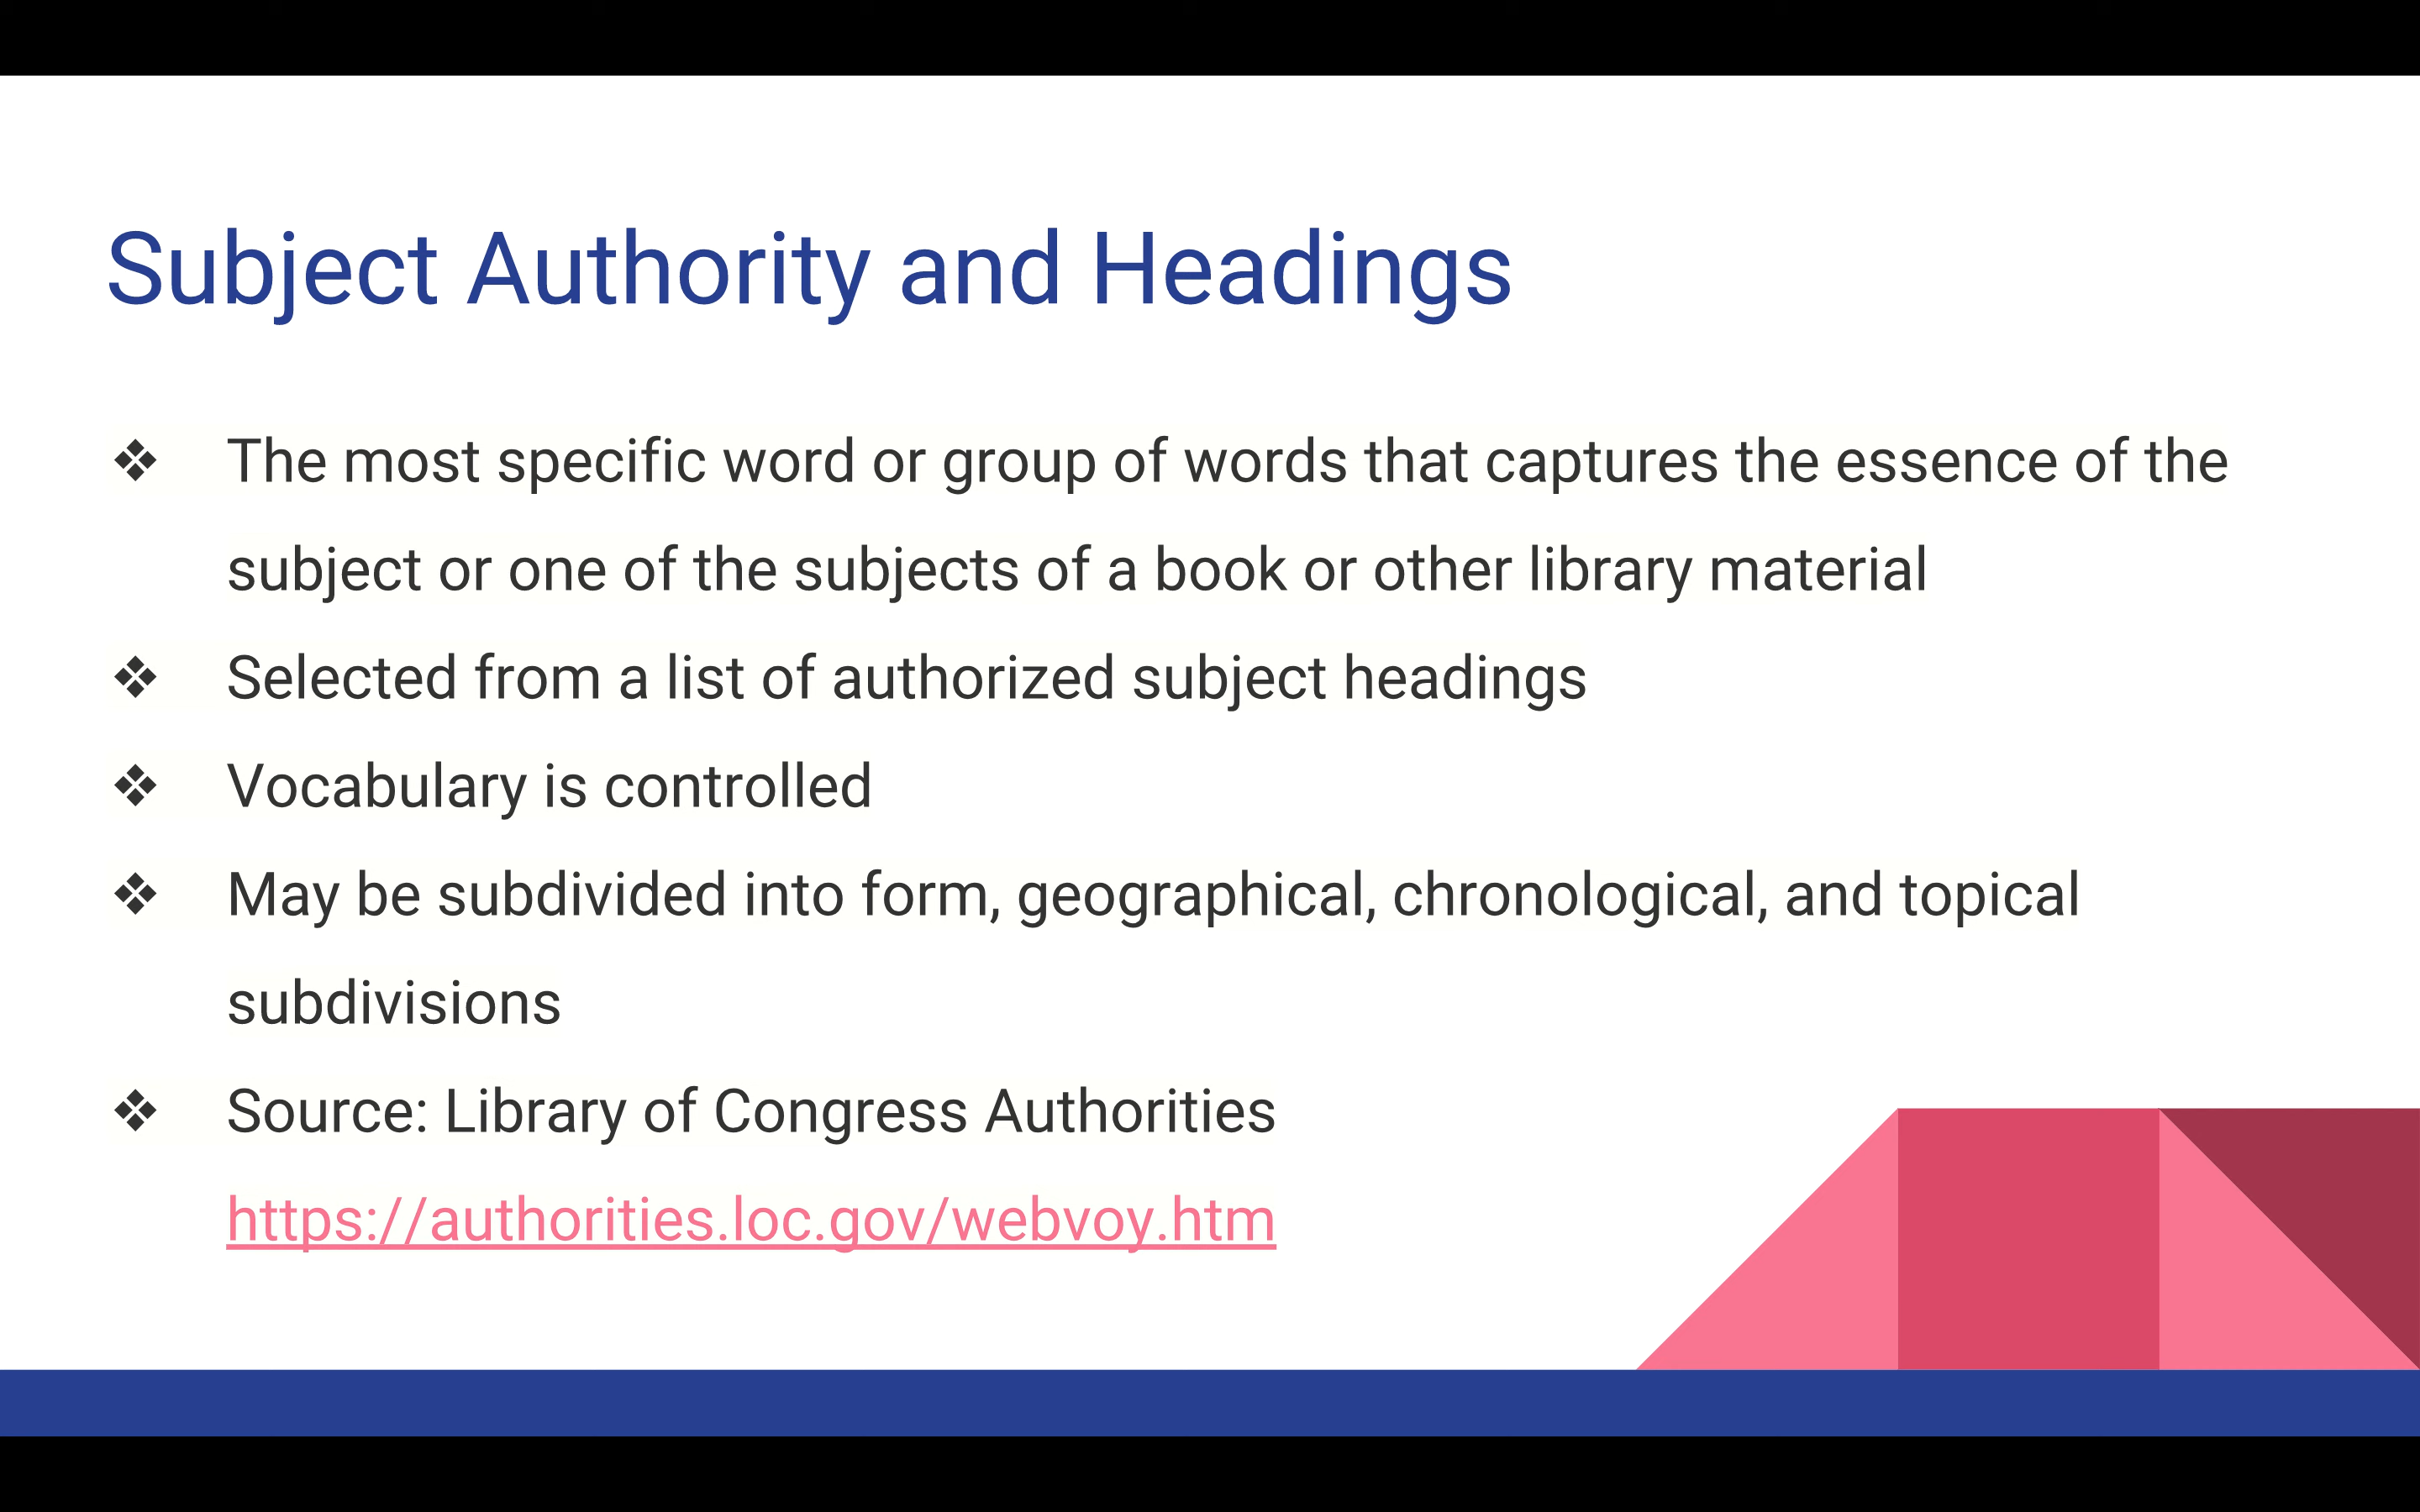 Subject Authority and Headings
❖ The most specific word or group of words that captures the essence of the
subject or one of the subjects of a book or other library material
❖ Selected from a list of authorized subject headings
❖ Vocabulary is controlled
❖ May be subdivided into form, geographical, chronological, and topical
subdivisions
❖ Source: Library of Congress Authorities
https://authorities.loc.gov/webvoy.htm